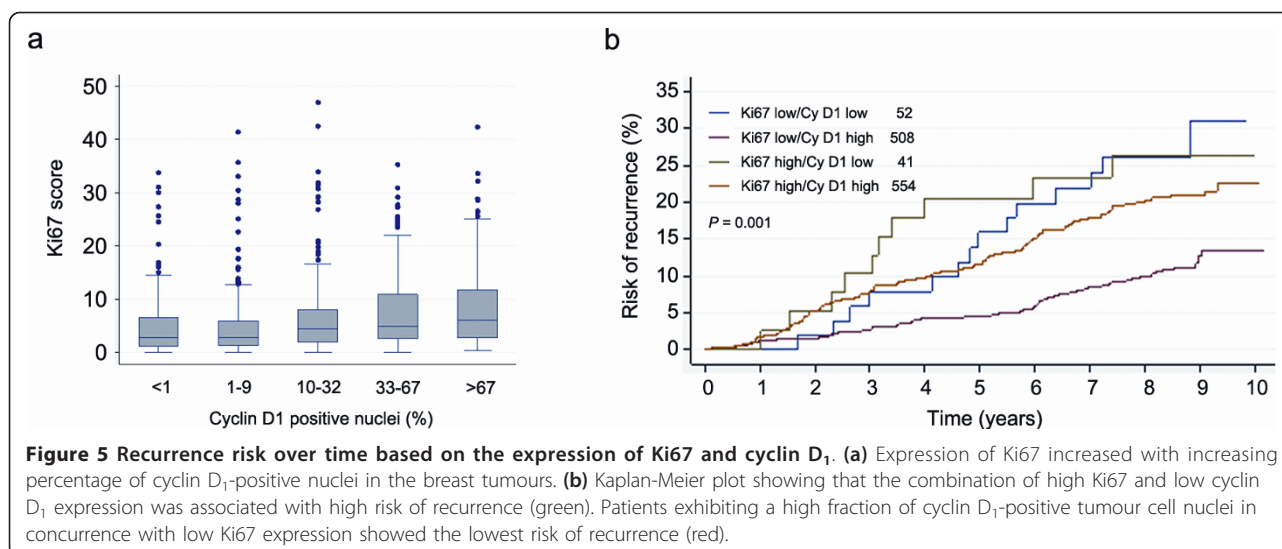 a
50
40
30
20
10
0
Ki67 score
<1 1-9 10-32 33-67 >67
Cyclin D1 positive nuclei (%)
b
35
30
25
20
15
10
5
0
Risk of recurrence (%)
Ki67 low/Cy D1 low 52
Ki67 low/Cy D1 high 508
Ki67 high/Cy D1 low 41
Ki67 high/Cy D1 high 554
P = 0.001
0 1 2 3 4 5 6 7 8 9 10
Time (years)
Figure 5 Recurrence risk over time based on the expression of Ki67 and cyclin D₁. (a) Expression of Ki67 increased with increasing
percentage of cyclin D₁-positive nuclei in the breast tumours. (b) Kaplan-Meier plot showing that the combination of high Ki67 and low cyclin
D₁ expression was associated with high risk of recurrence (green). Patients exhibiting a high fraction of cyclin D₁-positive tumour cell nuclei in
concurrence with low Ki67 expression showed the lowest risk of recurrence (red).